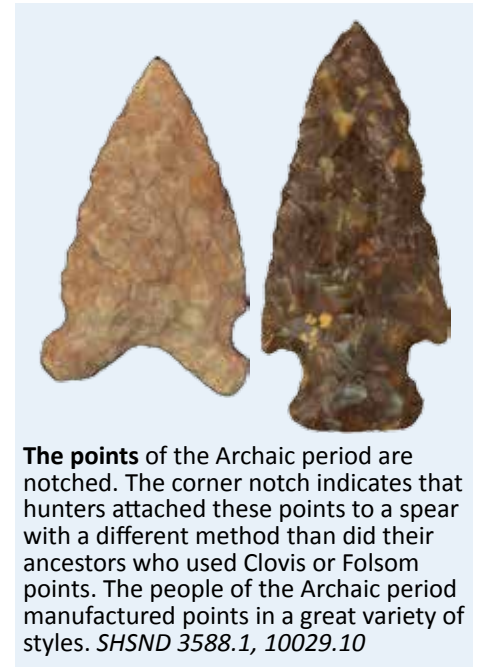 The points of the Archaic period are
notched. The corner notch indicates that
hunters attached these points to a spear
with a different method than did their
ancestors who used Clovis or Folsom
points. The people of the Archaic period
manufactured points in a great variety of
styles. SHSND 3588.1, 10029.10